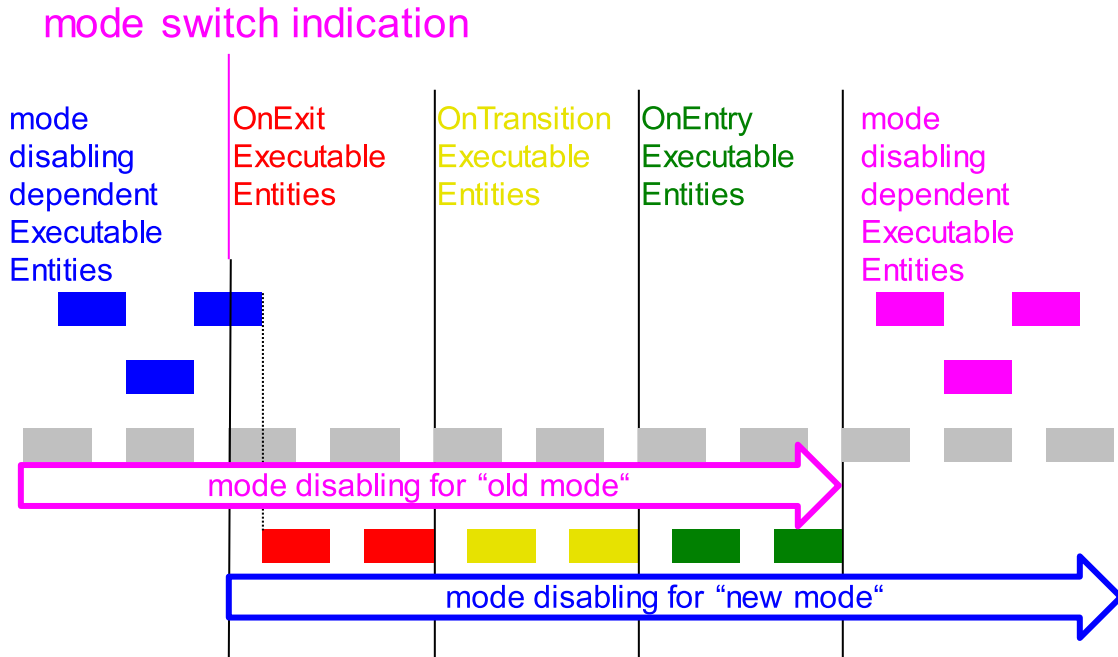 mode switch indication
mode
disabling
dependent
Executable
Entities
OnExit
Executable
Entities
OnTransition
Executable
Entities
OnEntry
Executable
Entities
mode
disabling
dependent
Executable
Entities
mode disabling for “old mode“
mode disabling for “new mode“